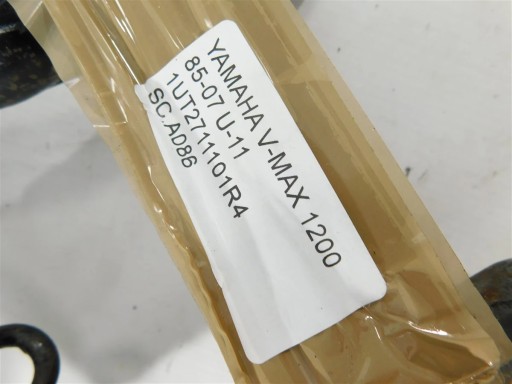 YAMAHA V-MAX 1200
85-07 U-11
1UT2711101R4
SC.AD86